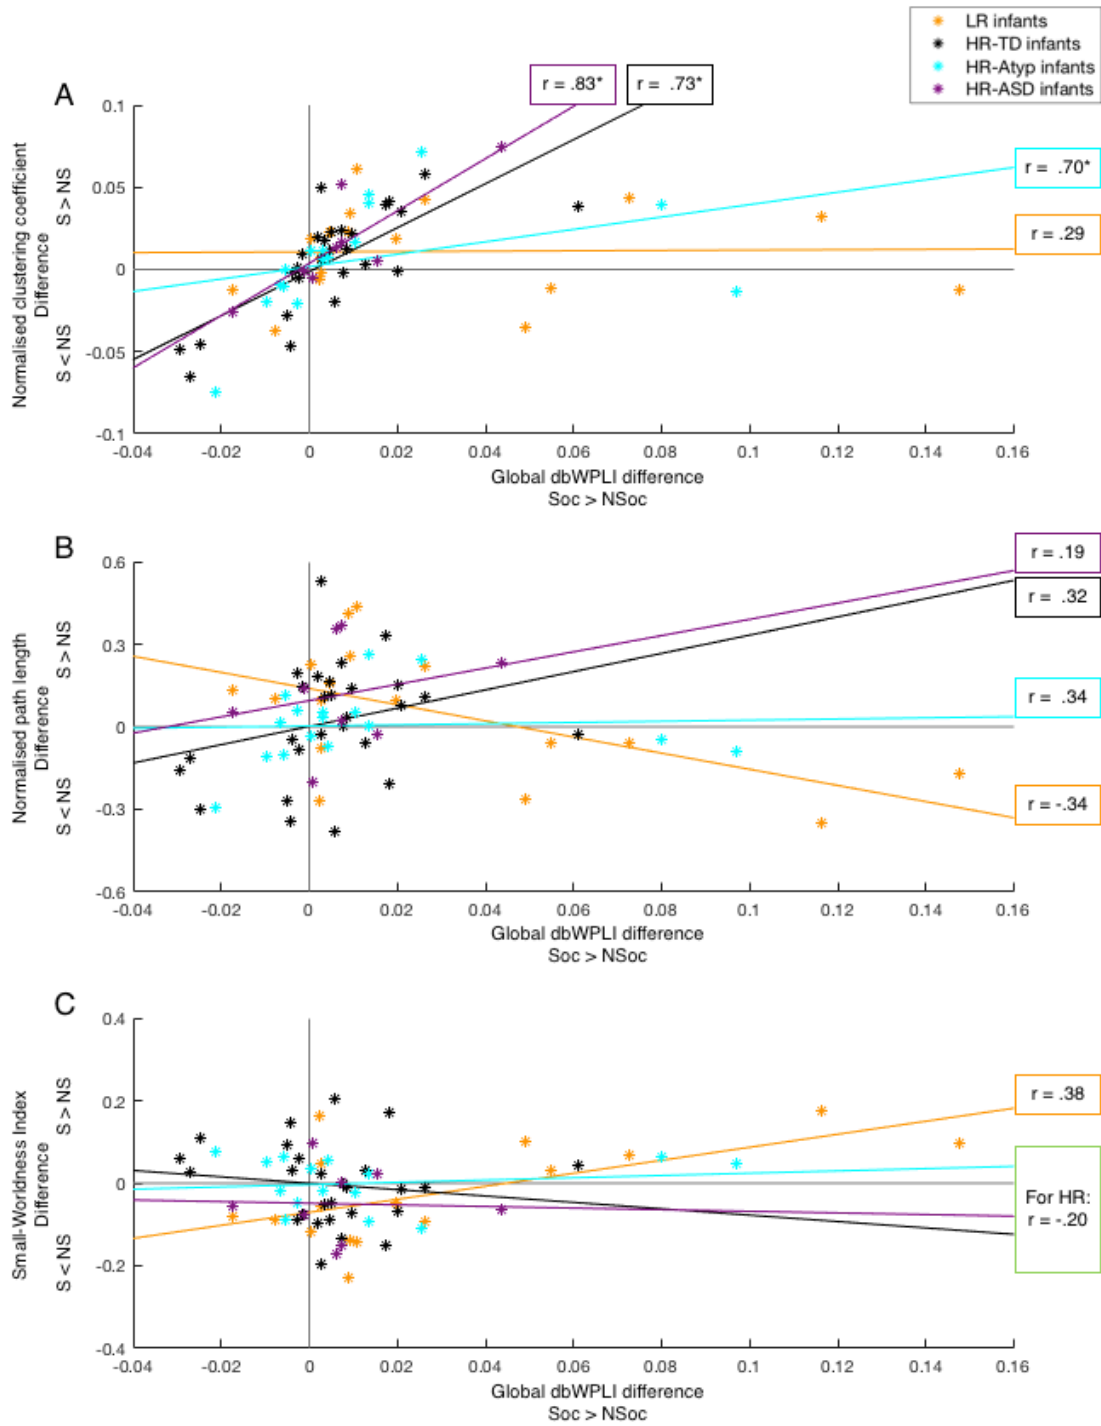 LR infants
HR-TD infants
HR-Atyp infants
HR-ASD infants
A
r = .83*
r = .73*
r = .70*
r = .29
Normalised clustering coefficient
Difference
S < NS
S > NS
0.1
0.05
0
-0.05
-0.1
-0.04
-0.02
0
0.02
0.04
0.06
0.08
0.1
0.12
0.14
0.16
Global dbWPLI difference
Soc > NSoc
B
r = .19
r = .32
r = .34
r = -.34
Normalised path length
Difference
S < NS
S > NS
0.6
0.3
0
-0.3
-0.6
-0.04
-0.02
0
0.02
0.04
0.06
0.08
0.1
0.12
0.14
0.16
Global dbWPLI difference
Soc > NSoc
C
r = .38
For HR:
r = -.20
Small-Worldness Index
Difference
S < NS
S > NS
0.4
0.2
0
-0.2
-0.4
-0.04
-0.02
0
0.02
0.04
0.06
0.08
0.1
0.12
0.14
0.16
Global dbWPLI difference
Soc > NSoc